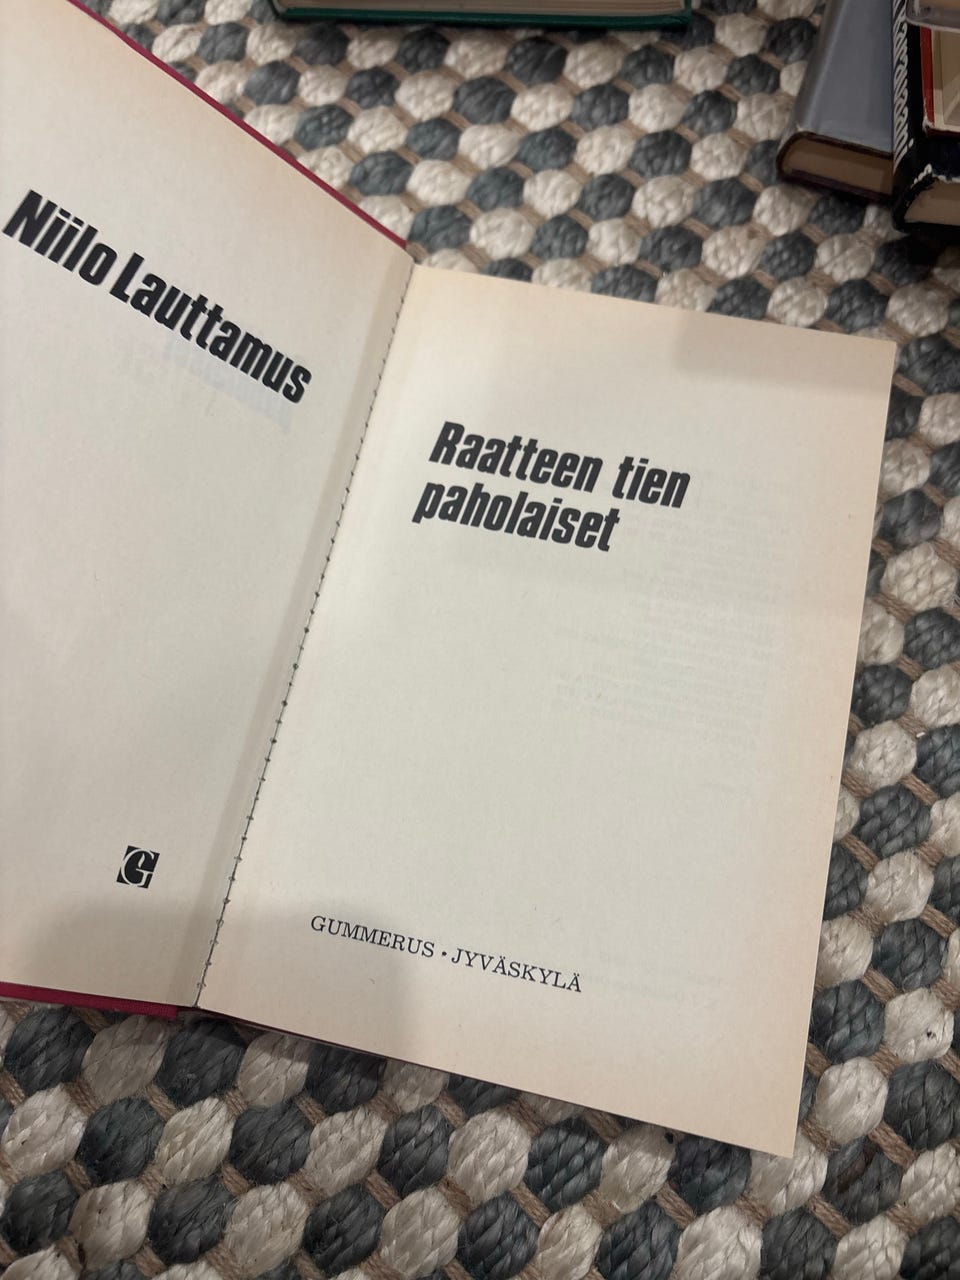 Niilo Lauttamus
G
Raatteen tien
paholaiset
GUMMERUS • JYVÄSKYLÄ